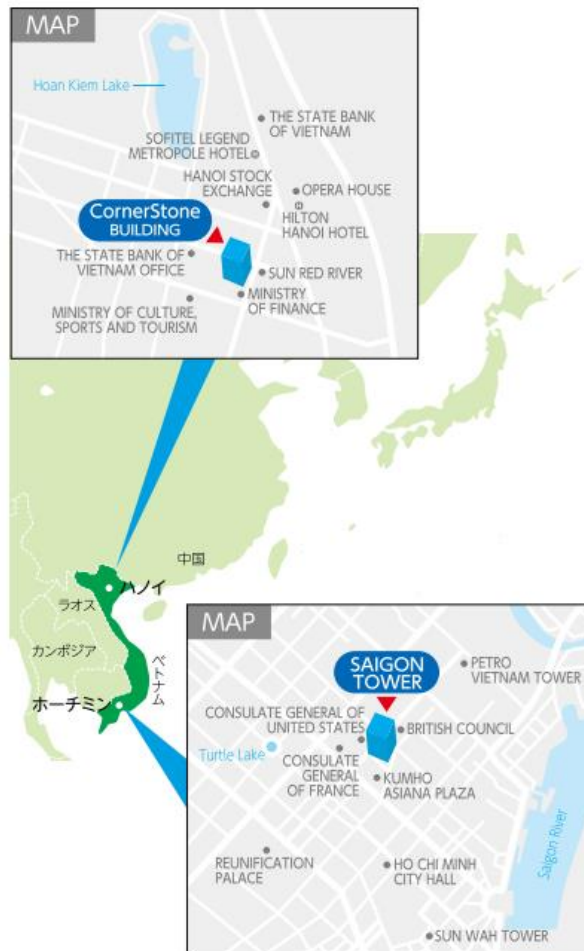 MAP
Hoan Kiem Lake
THE STATE BANK
OF VIETNAM
SOFITEL LEGEND
METROPOLE HOTEL
HANOI STOCK
EXCHANGE
OPERA HOUSE
HILTON
HANOI HOTEL
CornerStone
BUILDING
THE STATE BANK OF
VIETNAM OFFICE
SUN RED RIVER
MINISTRY
OF FINANCE
MINISTRY OF CULTURE,
SPORTS AND TOURISM
中国
ハノイ
ラオス
カンボジア
ベトナム
ホーチミン
MAP
SAIGON
TOWER
PETRO
VIETNAM TOWER
CONSULATE GENERAL OF
UNITED STATES
BRITISH COUNCIL
Turtle Lake
CONSULATE
GENERAL
OF FRANCE
KUMHO
ASIANA PLAZA
REUNIFICATION
PALACE
HO CHI MINH
CITY HALL
Saigon River
SUN WAH TOWER